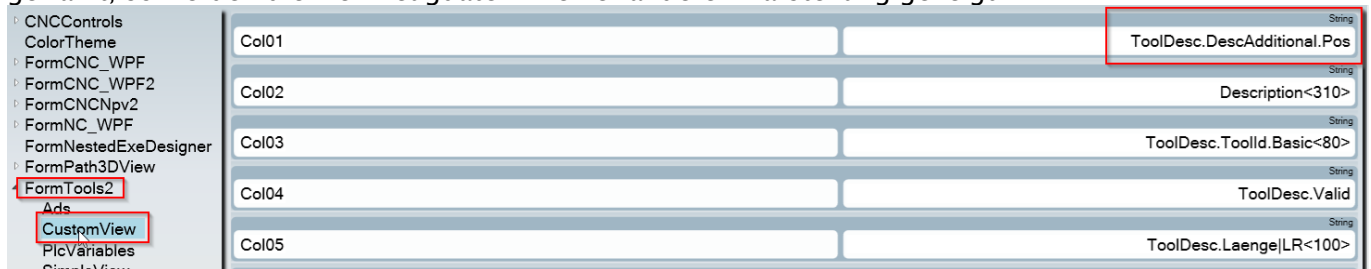 CNCControls
ColorTheme
FormCNC_WPF
FormCNC_WPF2
FormCNCNpv2
FormNC_WPF
FormNestedExeDesigner
FormPath3DView
FormTools2
Ads
CustomView
PlcVariables
String
Col01 ToolDesc.DescAdditional.Pos
String
Col02 Description<310>
String
Col03 ToolDesc.ToolId.Basic<80>
String
Col04 ToolDesc.Valid
String
Col05 ToolDesc.Laenge|LR<100>